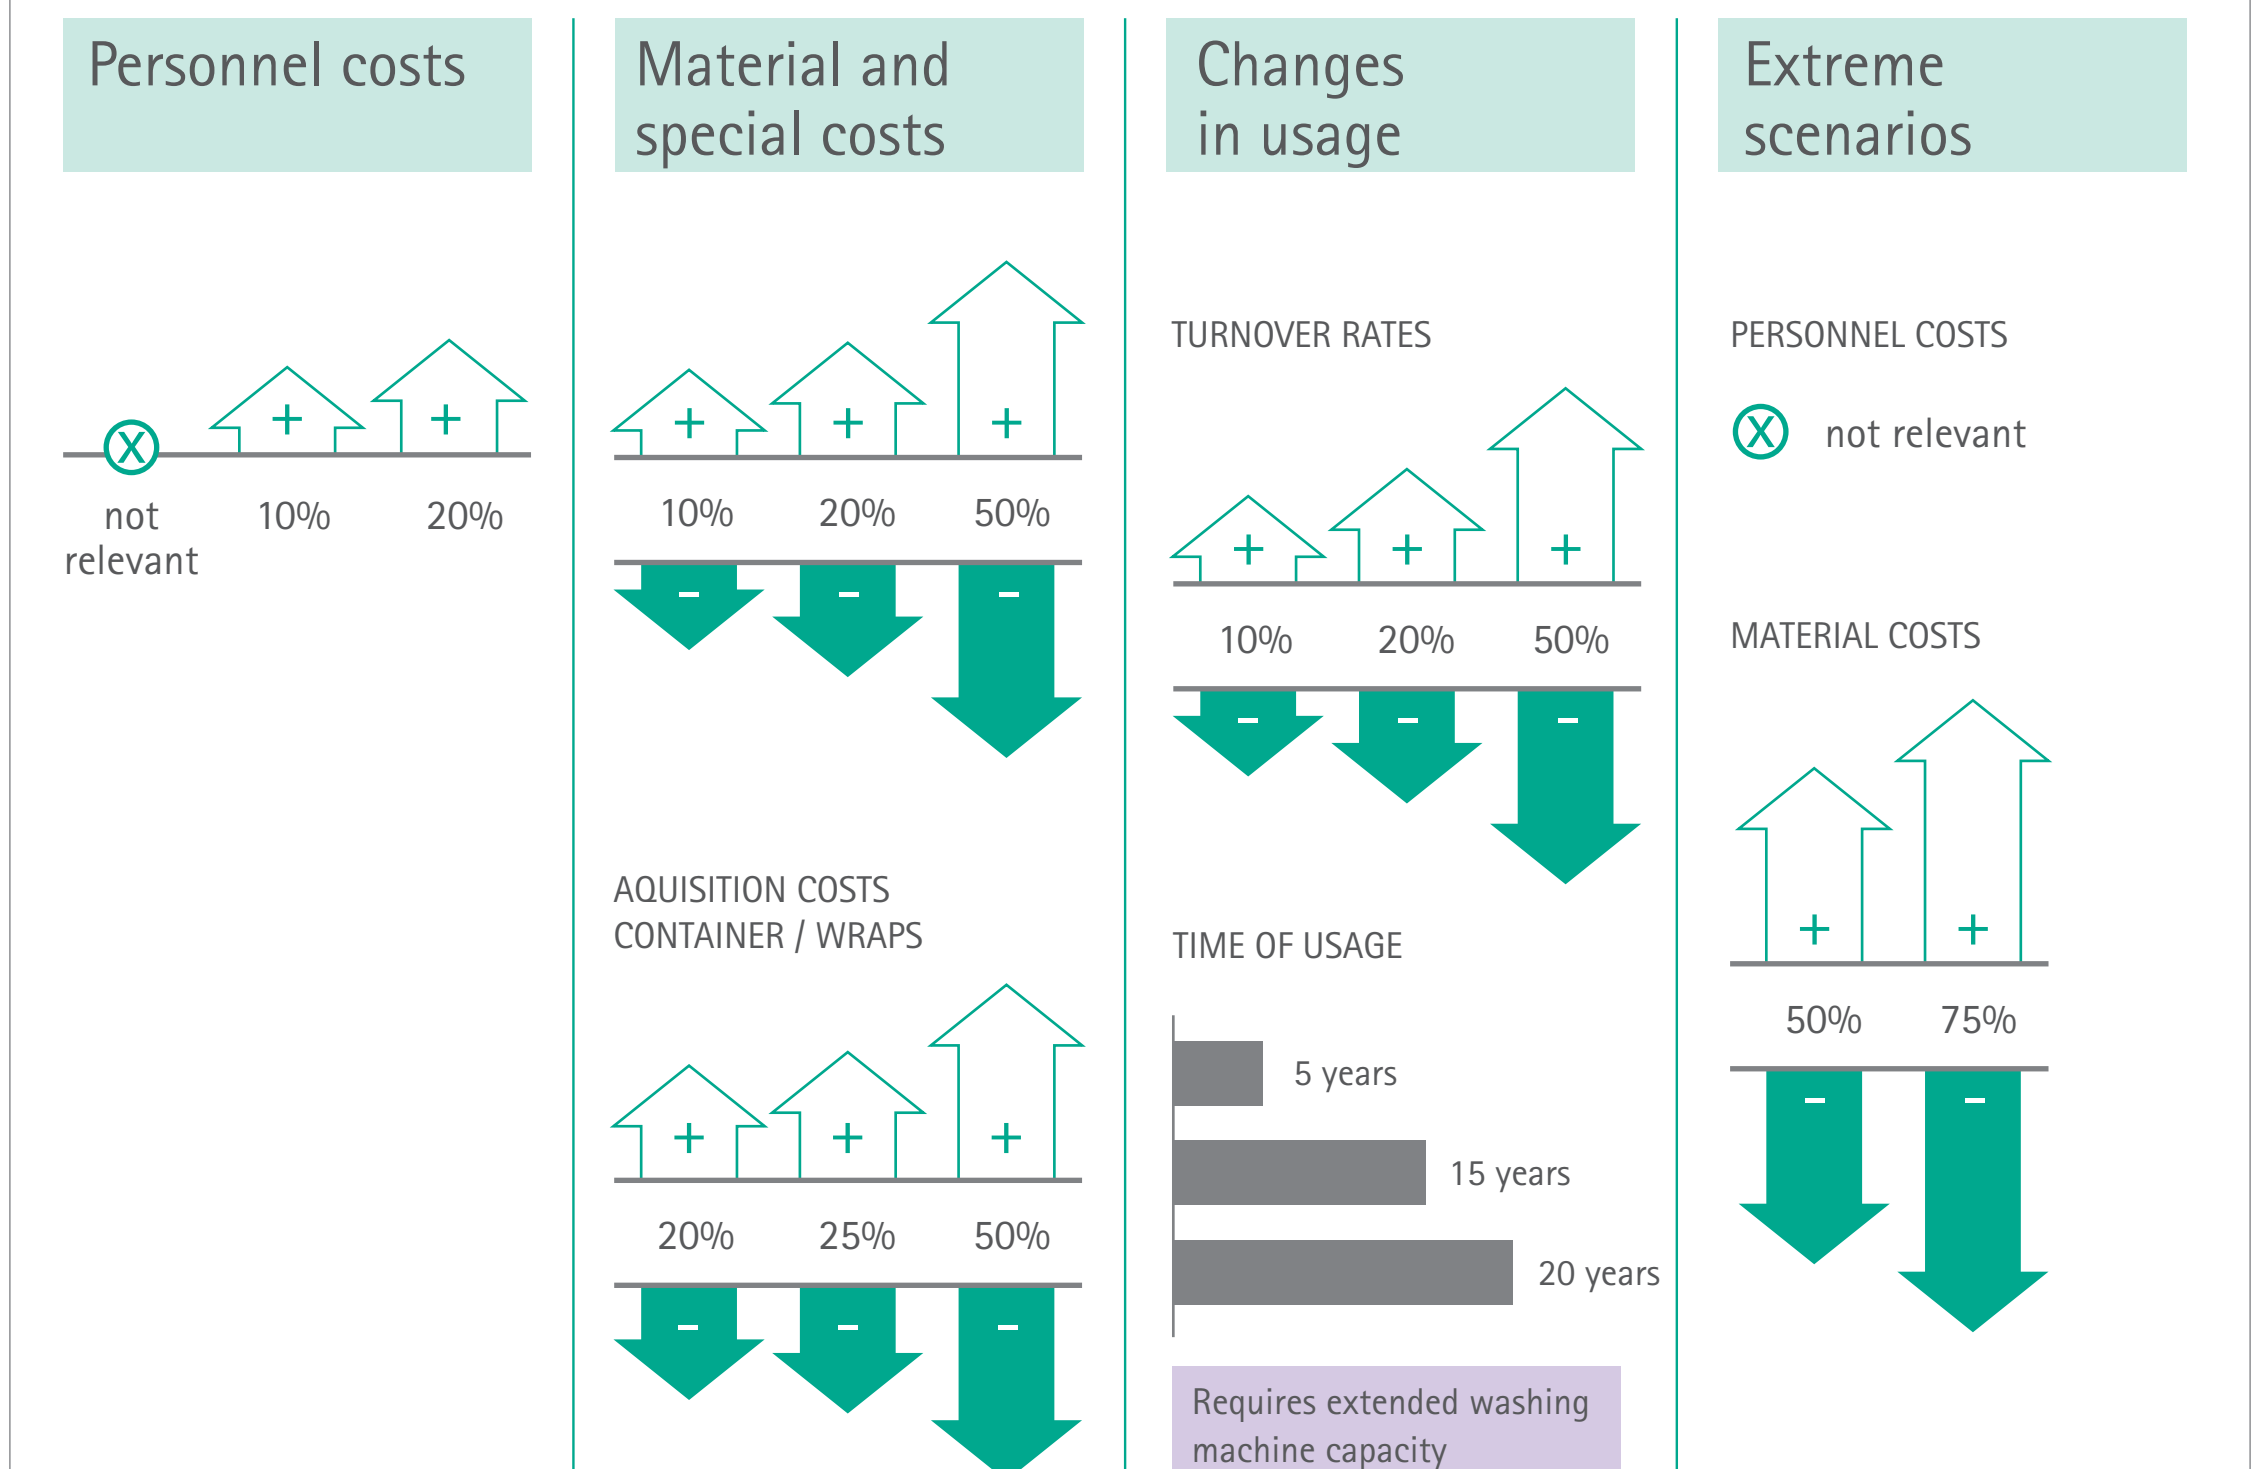 Personnel costs
X
+ +
not
relevant
10% 20%
Material and
special costs
+ + +
10% 20% 50%
- - -
AQUISITION COSTS
CONTAINER / WRAPS
+ + +
20% 25% 50%
- - -
Changes
in usage
TURNOVER RATES
+ + +
10% 20% 50%
- - -
TIME OF USAGE
5 years
15 years
20 years
Requires extended washing
machine capacity
Extreme
scenarios
PERSONNEL COSTS
X not relevant
MATERIAL COSTS
+ +
50% 75%
- -